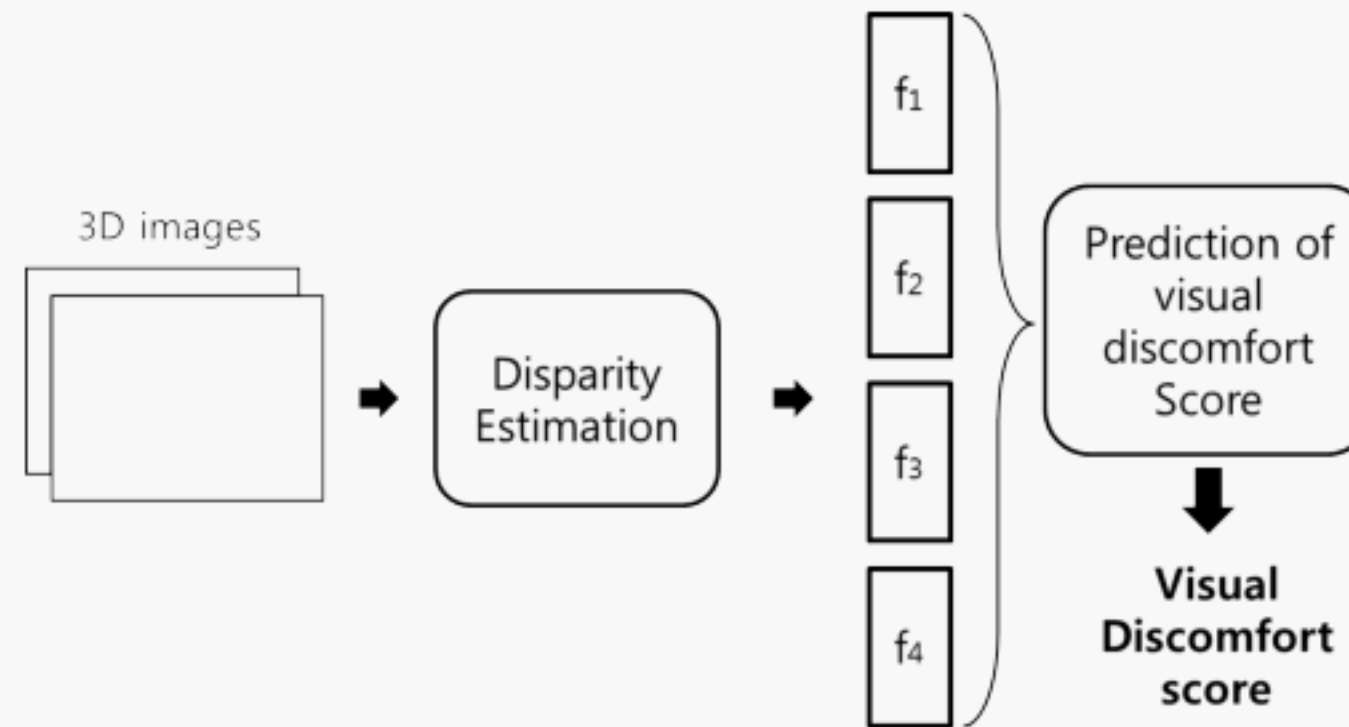 3D images
Disparity
Estimation
f1
f2
f3
f4
Prediction of
visual
discomfort
Score
Visual
Discomfort
score